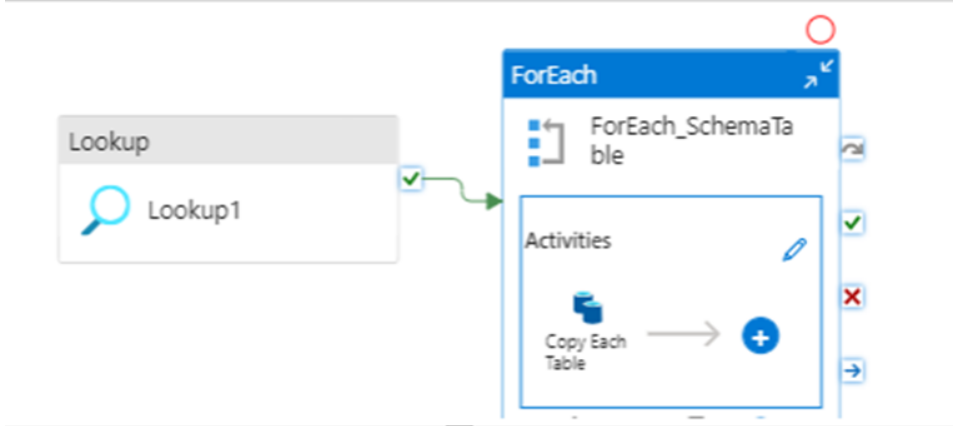 Lookup
Lookup1
ForEach
ForEach_SchemaTa
ble
Activities
Copy Each
Table